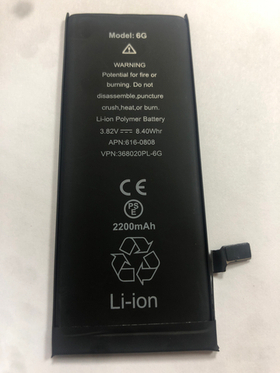 Model: 6G
WARNING
Potential for fire or
burning. Do not
disassemble,puncture
crush,heat,or burn.
Li-ion Polymer Battery
3.82V⎓ 8.40Whr
APN:616-0808
VPN:368020PL-6G
CE
PS
E
2200mAh
Li-ion